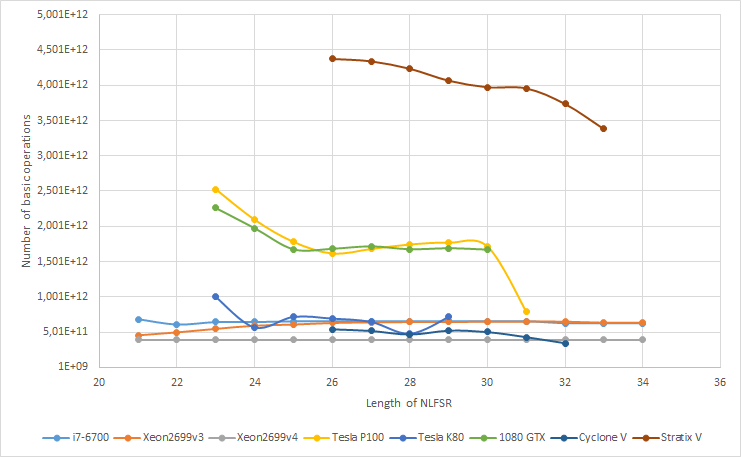 5,001E+12
4,501E+12
4,001E+12
3,501E+12
3,001E+12
2,501E+12
2,001E+12
1,501E+12
1,001E+12
5,01E+11
1E+09
Number of basic operations
20 22 24 26 28 30 32 34 36
Length of NLFSR
i7-6700 Xeon2699v3 Xeon2699v4 Tesla P100 Tesla K80 1080 GTX Cyclone V Stratix V